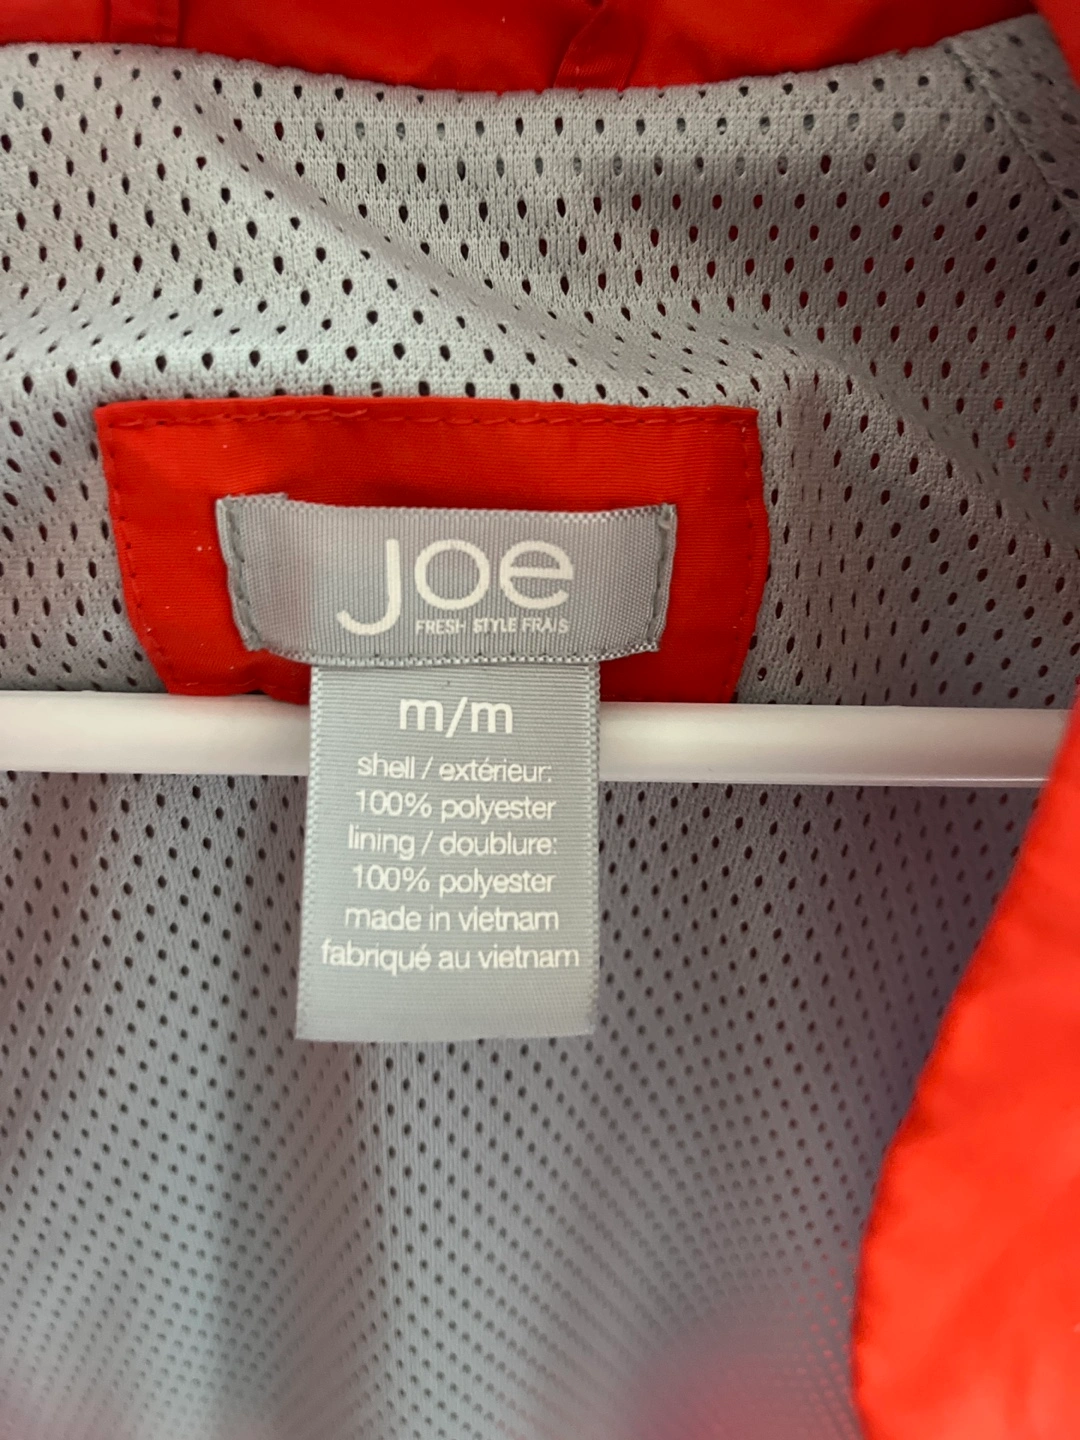 Joe
FRESH STYLE FRAIS
m/m
shell / extérieur:
100% polyester
lining / doublure:
100% polyester
made in vietnam
fabriqué au vietnam